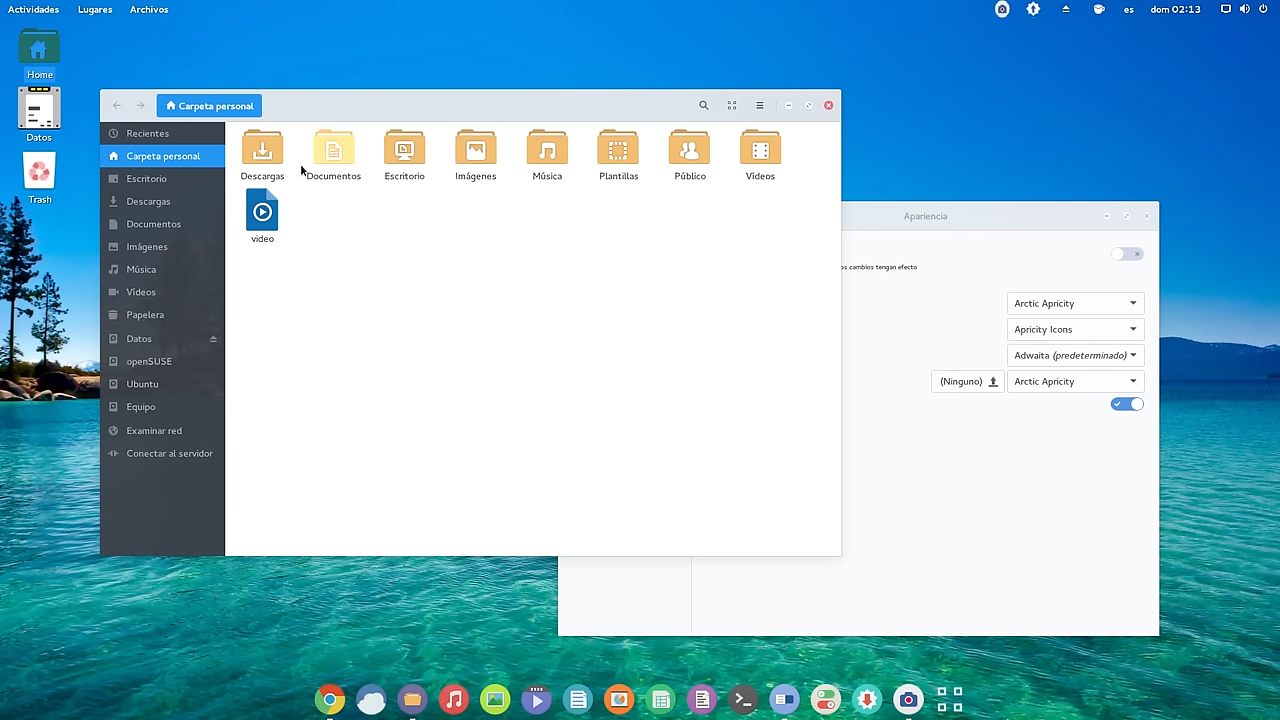 Actividades Lugares Archivos es dom 02:13
Home
Datos
Trash
Carpeta personal
Recientes
Carpeta personal
Escritorio
Descargas
Documentos
Imágenes
Música
Vídeos
Papelera
Datos
openSUSE
Ubuntu
Equipo
Examinar red
Conectar al servidor
Descargas Documentos Escritorio Imágenes Música Plantillas Público Vídeos
video
Apariencia
cambios tengan efecto
Arctic Apricity
Apricity Icons
Adwaita (predeterminado)
(Ninguno) Arctic Apricity